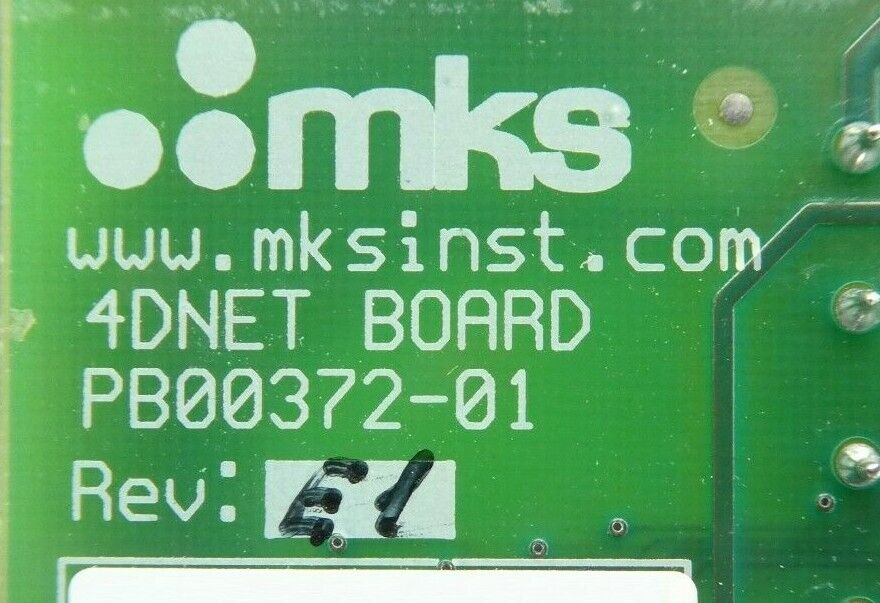 mks
www.mksinst.com
4DNET BOARD
PB00372-01
Rev: E1